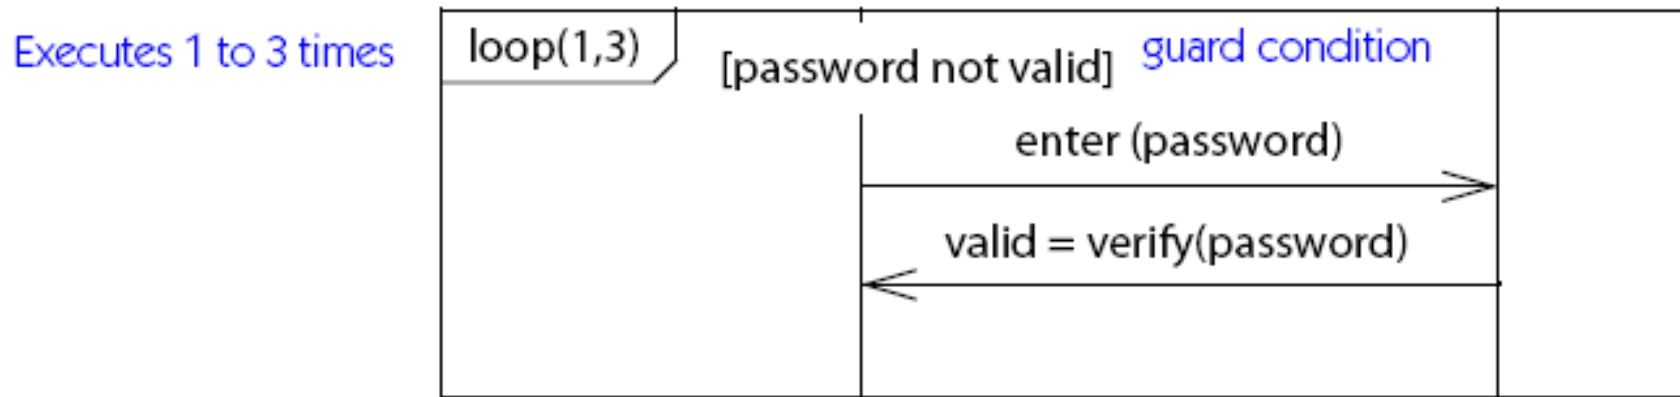 Executes 1 to 3 times
loop(1,3)
[password not valid]
guard condition
enter (password)
valid = verify(password)